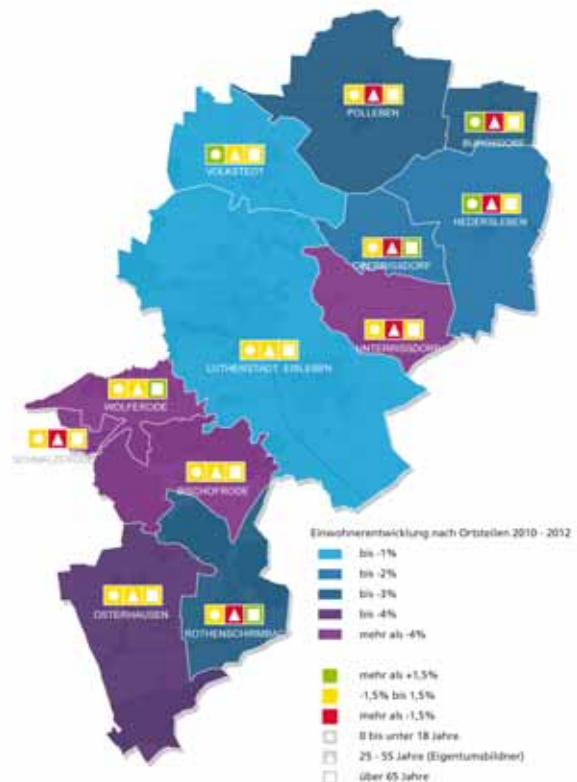 POLLEBEN
BURGSDORF
VOLKSTEDT
HEDERSLEBEN
OBERRISSDORF
UNTERRISSDORF
LUTHERSTADT EISLEBEN
WOLFERODE
SCHMALZERODE
BISCHOFRODE
OSTERHAUSEN
ROTHENSCHIRMBACH
Einwohnerentwicklung nach Ortsteilen 2010 - 2012
bis -1%
bis -2%
bis -3%
bis -4%
mehr als -4%
mehr als +1,5%
-1,5% bis 1,5%
mehr als -1,5%
0 bis unter 18 Jahre
25 - 55 Jahre (Eigentumsbildner)
über 65 Jahre